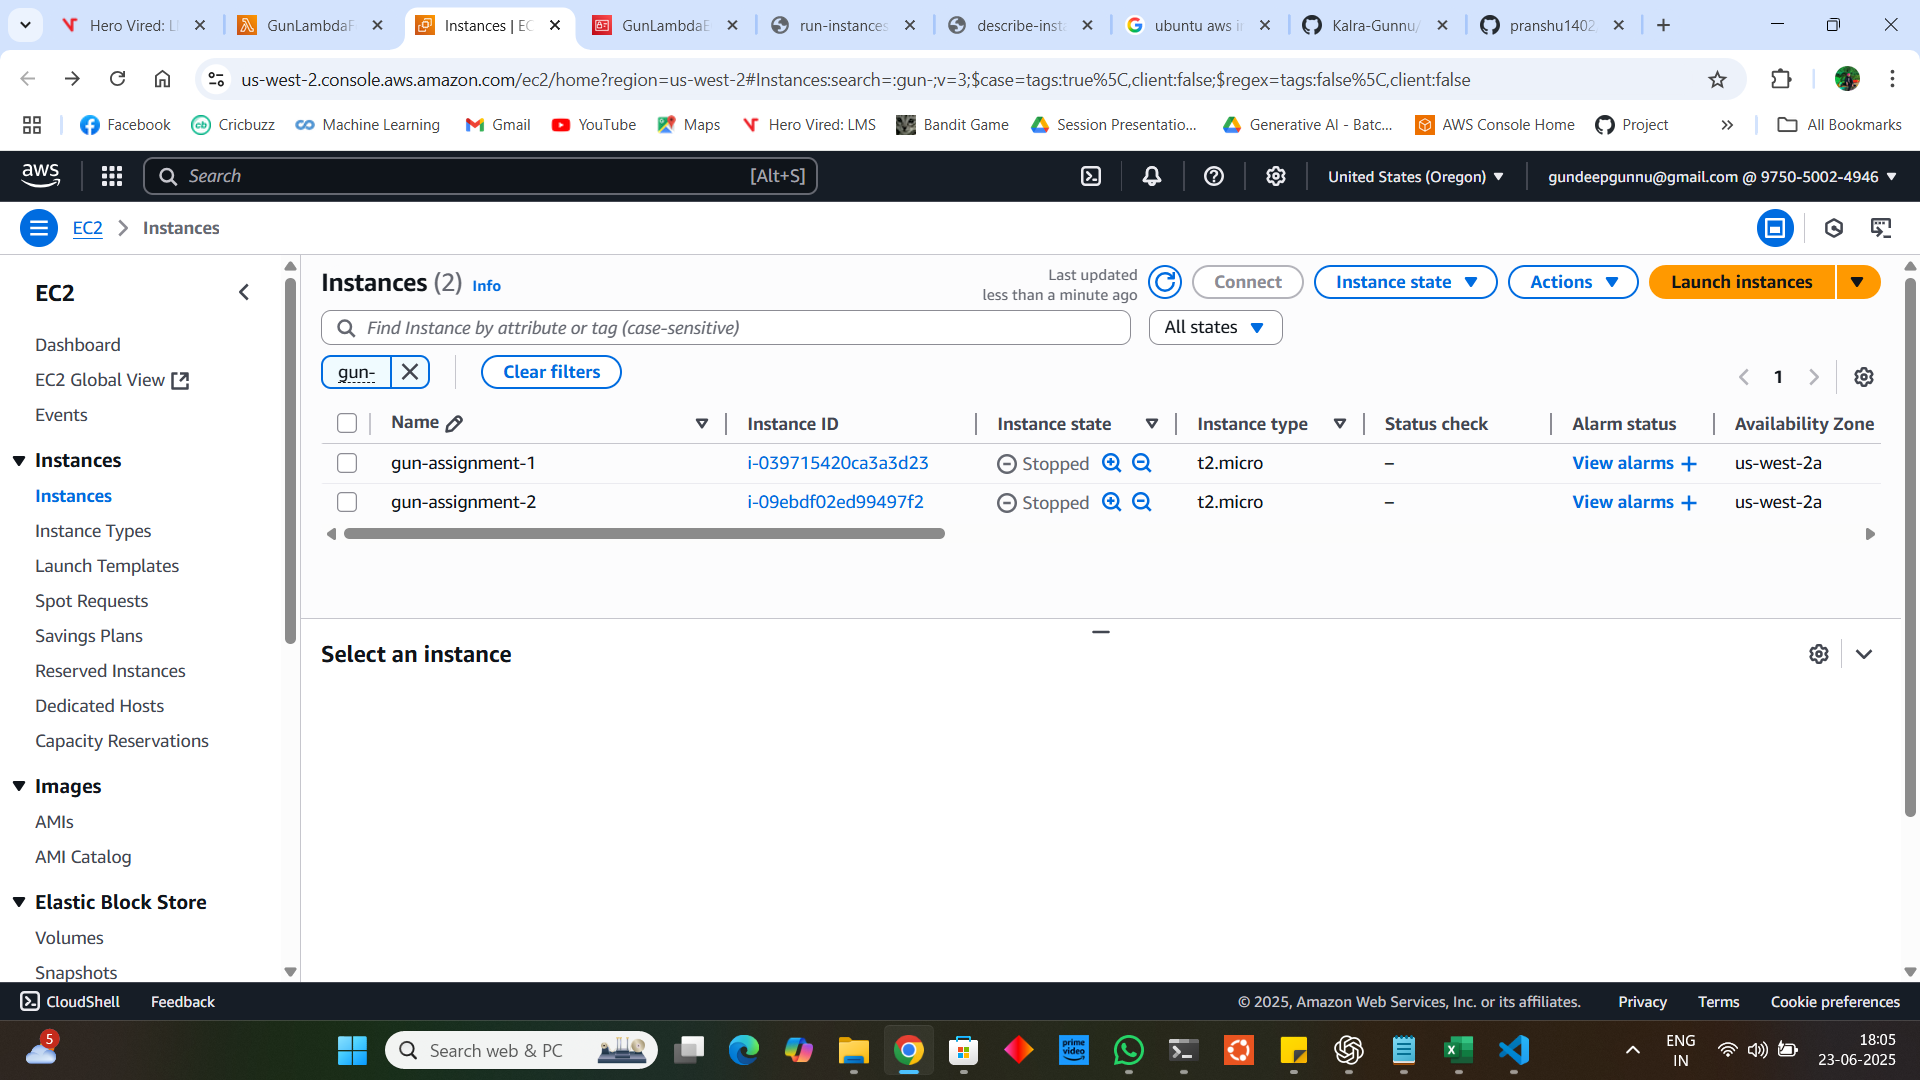 Hero Vired: L
GunLambdaF
Instances | EC
GunLambdaE
run-instances
describe-insta
ubuntu aws i
Kalra-Gunnu/
pranshu1402
us-west-2.console.aws.amazon.com/ec2/home?region=us-west-2#Instances:search=:gun-;v=3;$case=tags:true%5C,client:false;$regex=tags:false%5C,client:false
Facebook
Cricbuzz
Machine Learning
Gmail
YouTube
Maps
Hero Vired: LMS
Bandit Game
Session Presentatio...
Generative AI - Batc...
AWS Console Home
Project
All Bookmarks
aws
Search
[Alt+S]
United States (Oregon)
gundeepgunnu@gmail.com @ 9750-5002-4946
EC2
Instances
EC2
Dashboard
EC2 Global View
Events
Instances
Instances
Instance Types
Launch Templates
Spot Requests
Savings Plans
Reserved Instances
Dedicated Hosts
Capacity Reservations
Images
AMIs
AMI Catalog
Elastic Block Store
Volumes
Snapshots
Instances (2) Info
Last updated
less than a minute ago
Connect
Instance state
Actions
Launch instances
Find Instance by attribute or tag (case-sensitive)
All states
gun-
Clear filters
1
Name
Instance ID
Instance state
Instance type
Status check
Alarm status
Availability Zone
gun-assignment-1 i-039715420ca3a3d23 Stopped t2.micro – View alarms + us-west-2a
gun-assignment-2 i-09ebdf02ed99497f2 Stopped t2.micro – View alarms + us-west-2a
Select an instance
CloudShell
Feedback
© 2025, Amazon Web Services, Inc. or its affiliates.
Privacy
Terms
Cookie preferences
5
Search web & PC
prime video
ENG
IN
18:05
23-06-2025